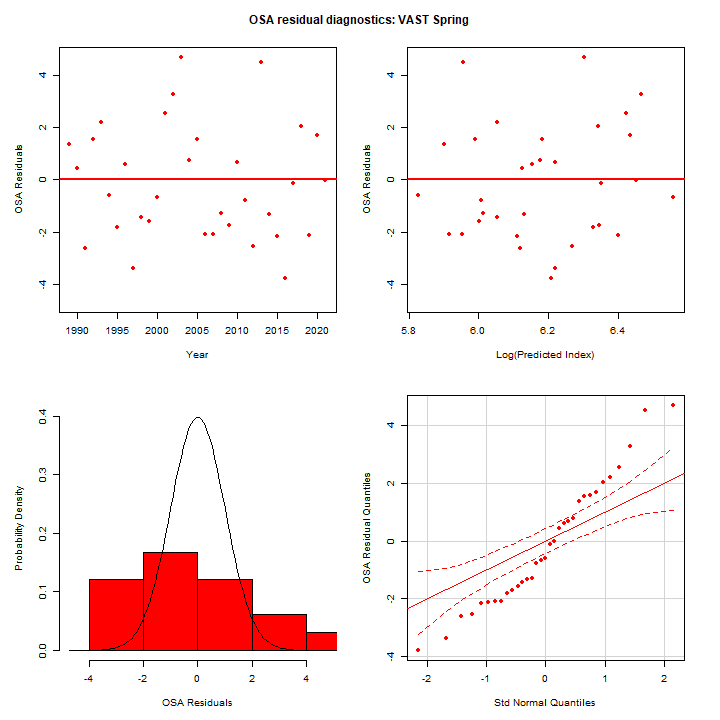 OSA residual diagnostics: VAST Spring
OSA Residuals
4
2
0
-2
-4
1990 1995 2000 2005 2010 2015 2020
Year
OSA Residuals
4
2
0
-2
-4
5.8 6.0 6.2 6.4
Log(Predicted Index)
Probability Density
0.4
0.3
0.2
0.1
0.0
-4 -2 0 2 4
OSA Residuals
OSA Residual Quantiles
4
2
0
-2
-4
-2 -1 0 1 2
Std Normal Quantiles